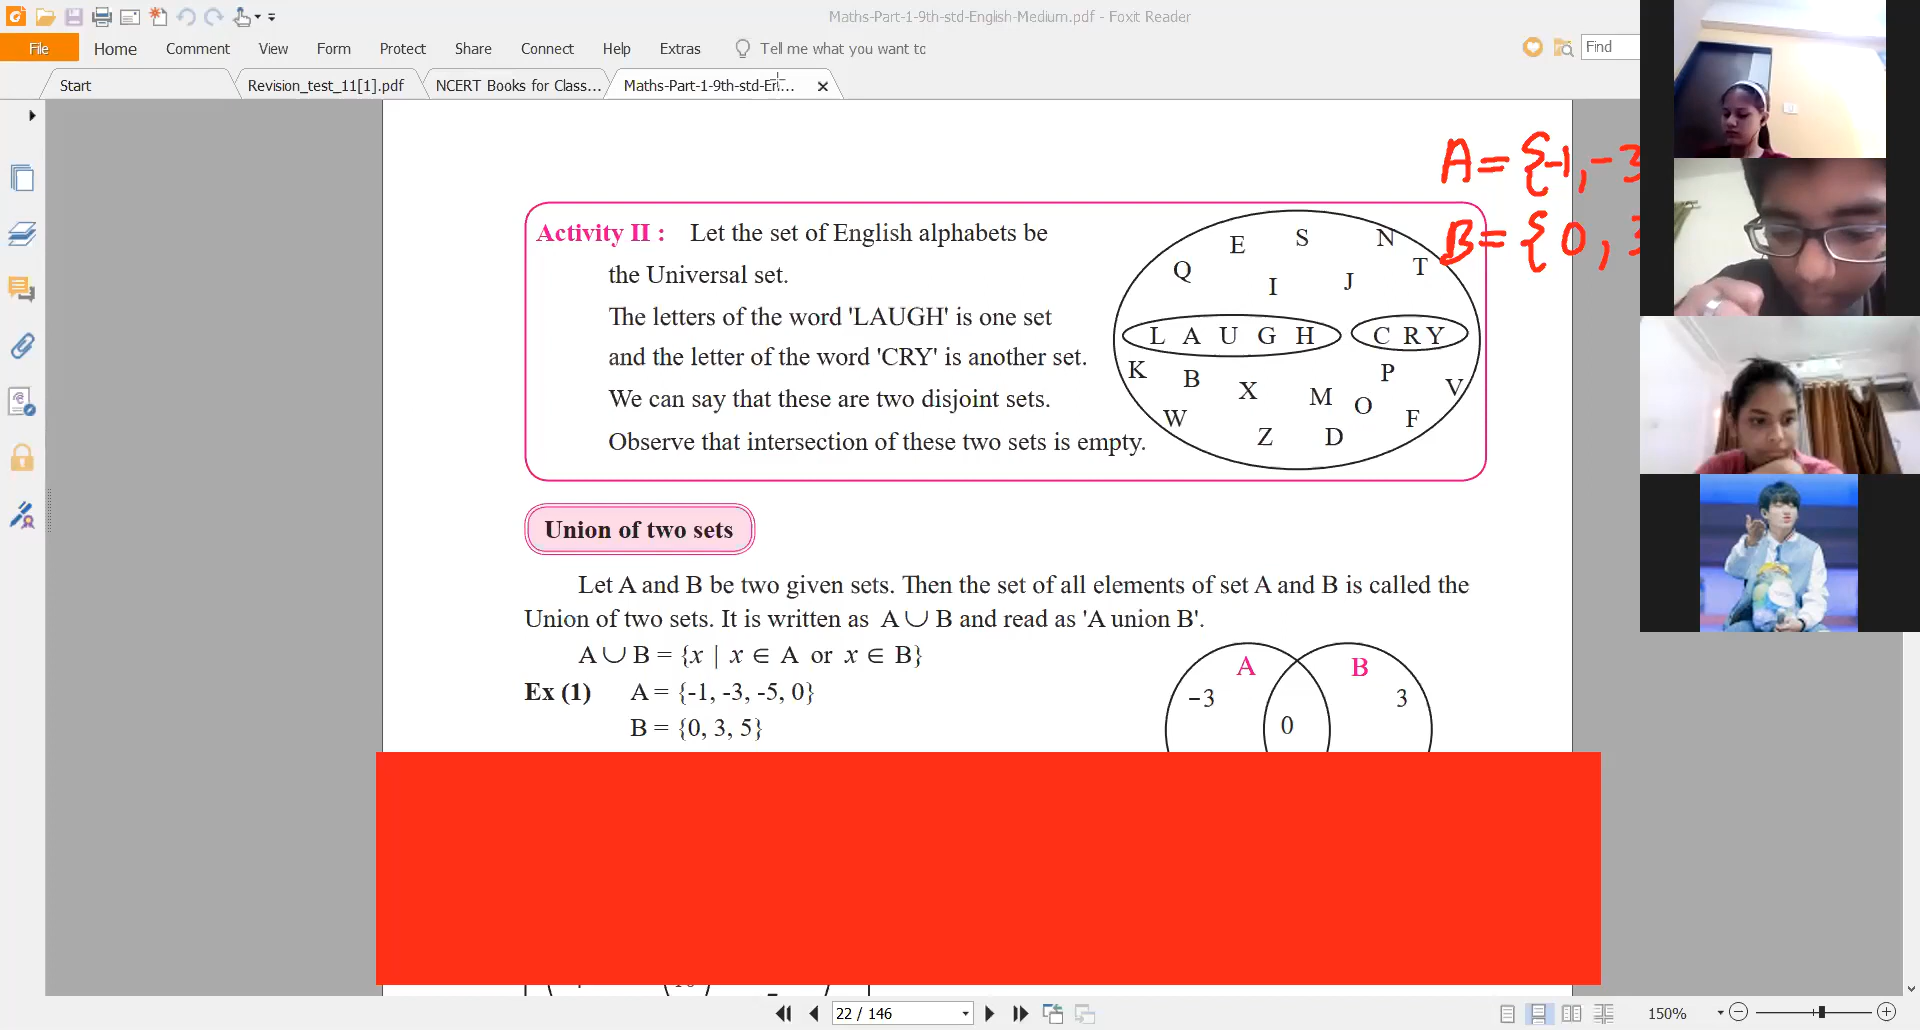 Maths-Part-1-9th-std-English-Medium.pdf - Foxit Reader
File Home Comment View Form Protect Share Connect Help Extras Tell me what you want to Find
Start Revision_test_11[1].pdf NCERT Books for Class... Maths-Part-1-9th-std-En...
A = {-1, -3
B = {0, 3
Activity II : Let the set of English alphabets be
the Universal set.
The letters of the word 'LAUGH' is one set
and the letter of the word 'CRY' is another set.
We can say that these are two disjoint sets.
Observe that intersection of these two sets is empty.
E S N
Q I J T
L A U G H C R Y
K B X M P V
W O F
Z D
Union of two sets
Let A and B be two given sets. Then the set of all elements of set A and B is called the
Union of two sets. It is written as A ∪ B and read as 'A union B'.
A ∪ B = {x | x ∈ A or x ∈ B}
Ex (1) A = {-1, -3, -5, 0}
B = {0, 3, 5}
A B
-3 0 3
22 / 146
150%